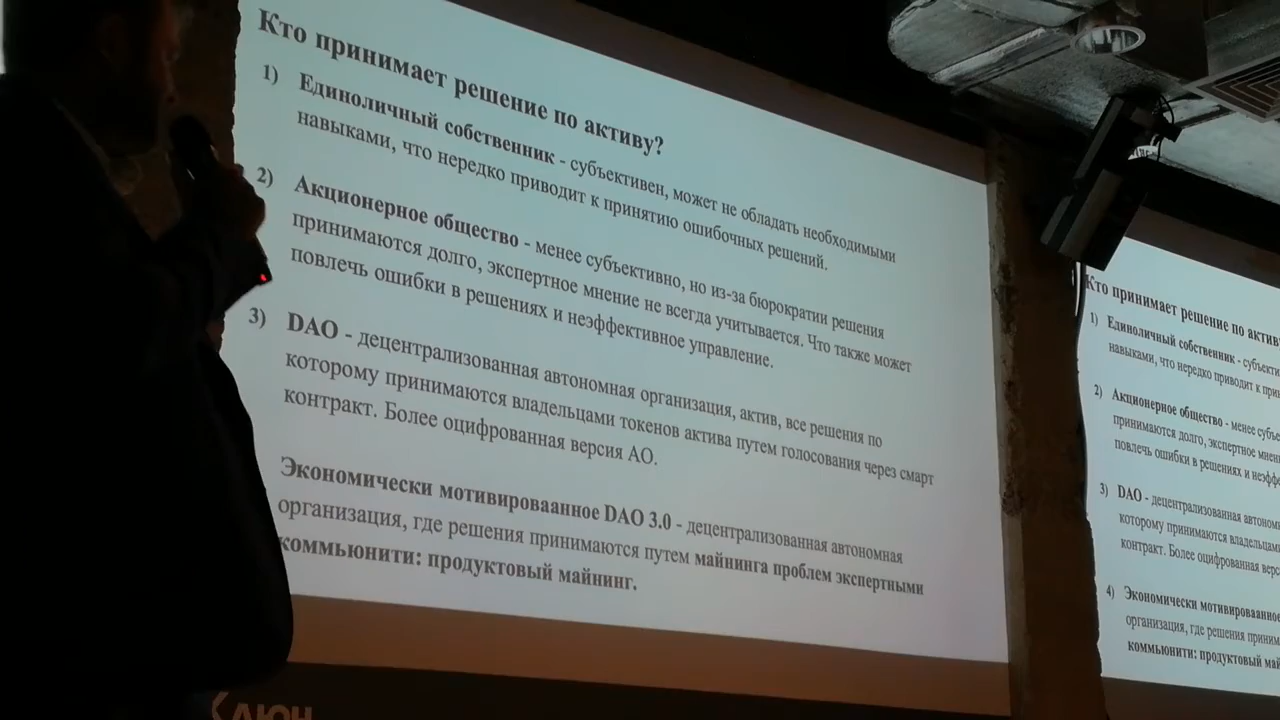 Кто принимает решение по активу?
1) Единоличный собственник - субъективен, может не обладать необходимыми
навыками, что нередко приводит к принятию ошибочных решений.
2) Акционерное общество - менее субъективно, но из-за бюрократии решения
принимаются долго, экспертное мнение не всегда учитывается. Что также может
повлечь ошибки в решениях и неэффективное управление.
3) DAO - децентрализованная автономная организация, актив, все решения по
которому принимаются владельцами токенов актива путем голосования через смарт
контракт. Более оцифрованная версия АО.
Экономически мотивироваанное DAO 3.0 - децентрализованная автономная
организация, где решения принимаются путем майнинга проблем экспертными
коммьюнити: продуктовый майнинг.
Кто принимает решение по актив
1) Единоличный собственник - субъекти
навыками, что нередко приводит к при
2) Акционерное общество - менее субъе
принимаются долго, экспертное мнен
повлечь ошибки в решениях и неэффе
3) DAO - децентрализованная автоном
которому принимаются владельцам
контракт. Более оцифрованная верс
4) Экономически мотивироваанное
организация, где решения приним
коммьюнити: продуктовый май